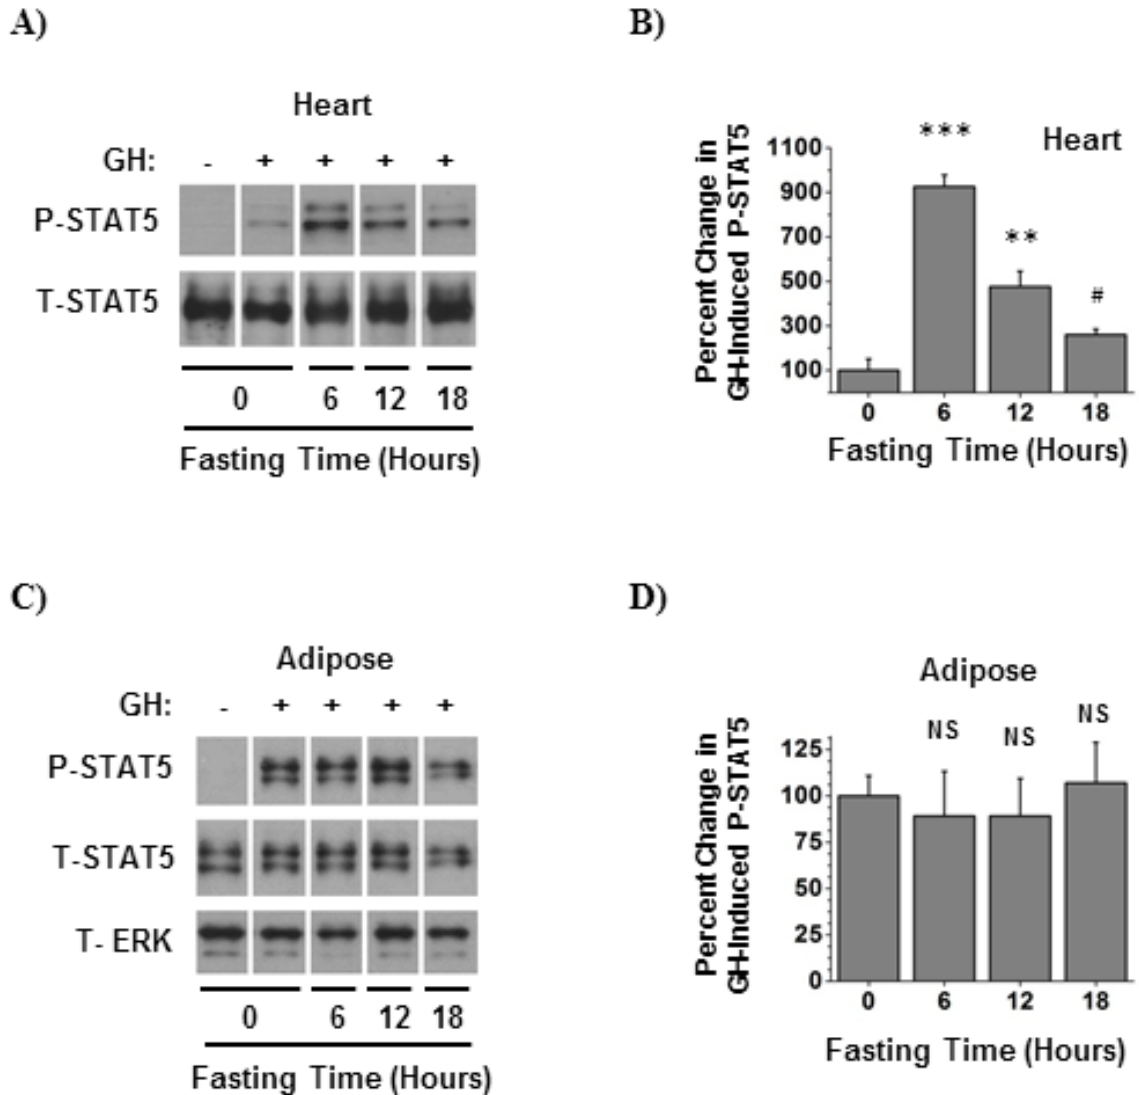 A)
Heart
GH: - + + + +
P-STAT5
T-STAT5
0 6 12 18
Fasting Time (Hours)
B)
Heart
Percent Change in
GH-Induced P-STAT5
1100
900
700
500
300
100
***
**
#
0 6 12 18
Fasting Time (Hours)
C)
Adipose
GH: - + + + +
P-STAT5
T-STAT5
T- ERK
0 6 12 18
Fasting Time (Hours)
D)
Adipose
Percent Change in
GH-Induced P-STAT5
125
100
75
50
25
0
NS NS NS
0 6 12 18
Fasting Time (Hours)